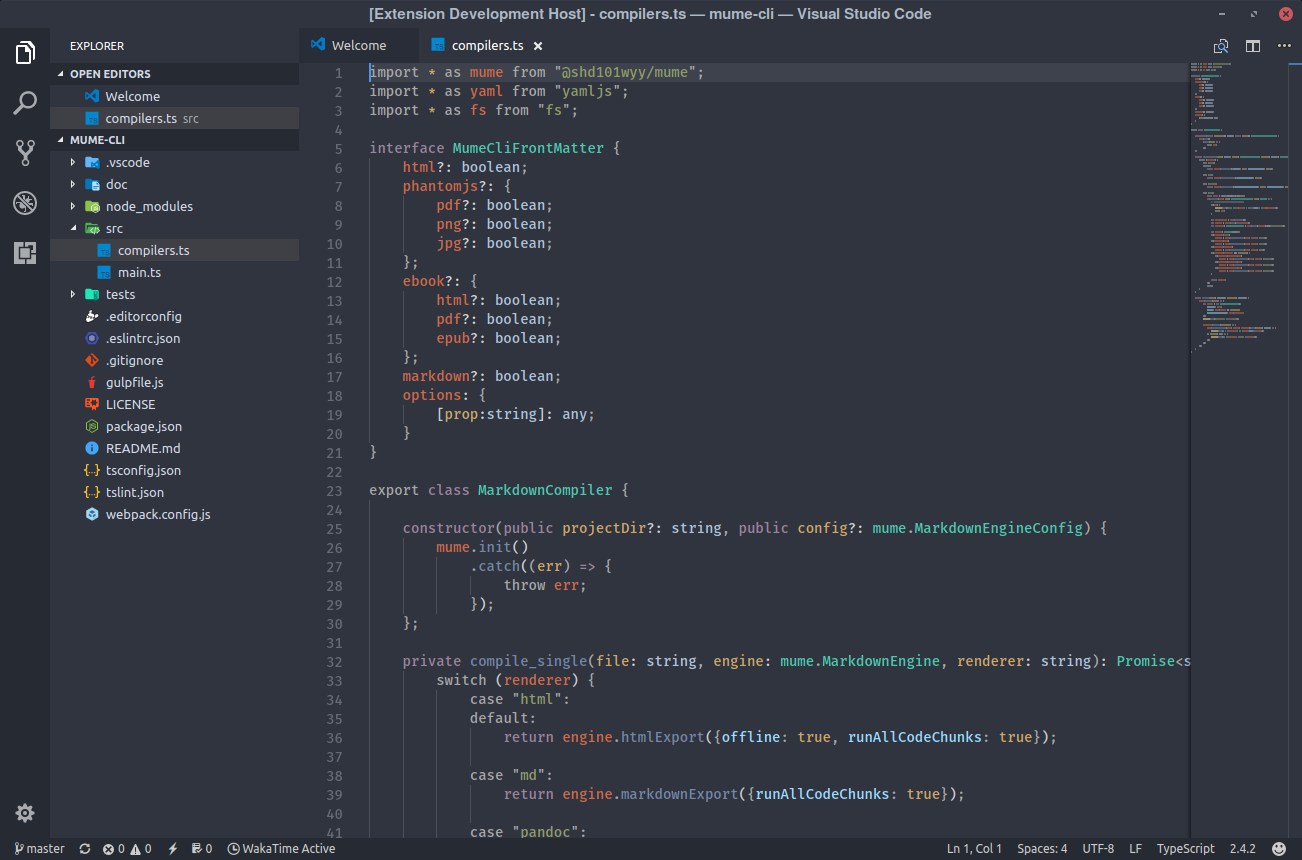 [Extension Development Host] - compilers.ts — mume-cli — Visual Studio Code
EXPLORER
OPEN EDITORS
Welcome
compilers.ts src
MUME-CLI
.vscode
doc
node_modules
src
compilers.ts
main.ts
tests
.editorconfig
.eslintrc.json
.gitignore
gulpfile.js
LICENSE
package.json
README.md
tsconfig.json
tslint.json
webpack.config.js
Welcome
compilers.ts
1 import * as mume from "@shd101wyy/mume";
2 import * as yaml from "yamljs";
3 import * as fs from "fs";
4
5 interface MumeCliFrontMatter {
6 html?: boolean;
7 phantomjs?: {
8 pdf?: boolean;
9 png?: boolean;
10 jpg?: boolean;
11 };
12 ebook?: {
13 html?: boolean;
14 pdf?: boolean;
15 epub?: boolean;
16 };
17 markdown?: boolean;
18 options: {
19 [prop:string]: any;
20 }
21 }
22
23 export class MarkdownCompiler {
24
25 constructor(public projectDir?: string, public config?: mume.MarkdownEngineConfig) {
26 mume.init()
27 .catch((err) => {
28 throw err;
29 });
30 };
31
32 private compile_single(file: string, engine: mume.MarkdownEngine, renderer: string): Promise<s
33 switch (renderer) {
34 case "html":
35 default:
36 return engine.htmlExport({offline: true, runAllCodeChunks: true});
37
38 case "md":
39 return engine.markdownExport({runAllCodeChunks: true});
40
41 case "pandoc":
master 0 0 0 WakaTime Active Ln 1, Col 1 Spaces: 4 UTF-8 LF TypeScript 2.4.2